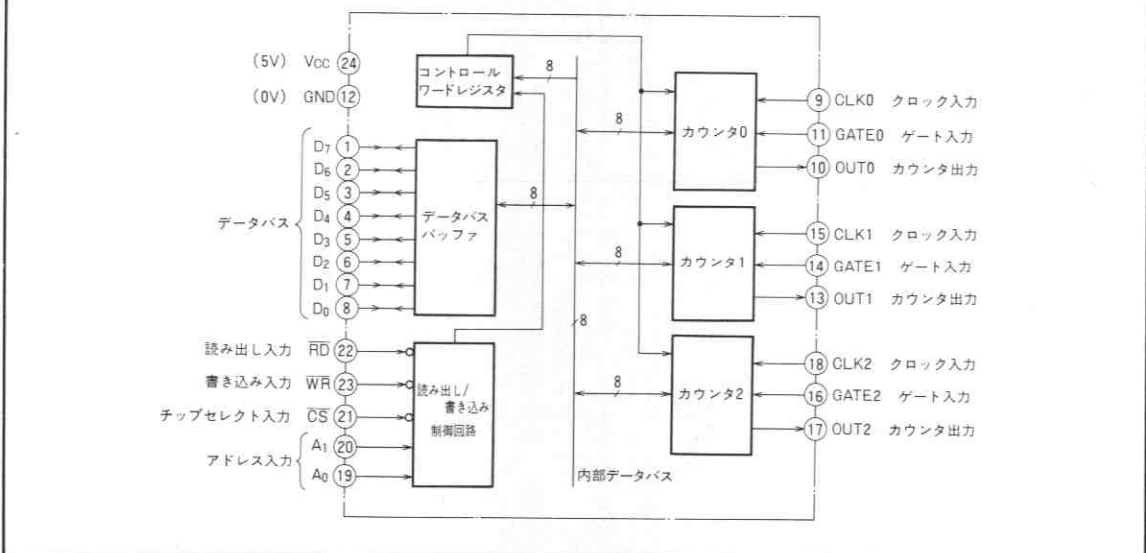 (5V) Vcc 24
(0V) GND 12
コントロール
ワードレジスタ
8
データバス
D7 1
D6 2
D5 3
D4 4
D3 5
D2 6
D1 7
D0 8
データバス
バッファ
8
読み出し入力 RD 22
書き込み入力 WR 23
チップセレクト入力 CS 21
アドレス入力
A1 20
A0 19
読み出し/
書き込み
制御回路
8
内部データバス
8
カウンタ0
9 CLK0 クロック入力
11 GATE0 ゲート入力
10 OUT0 カウンタ出力
8
カウンタ1
15 CLK1 クロック入力
14 GATE1 ゲート入力
13 OUT1 カウンタ出力
8
カウンタ2
18 CLK2 クロック入力
16 GATE2 ゲート入力
17 OUT2 カウンタ出力